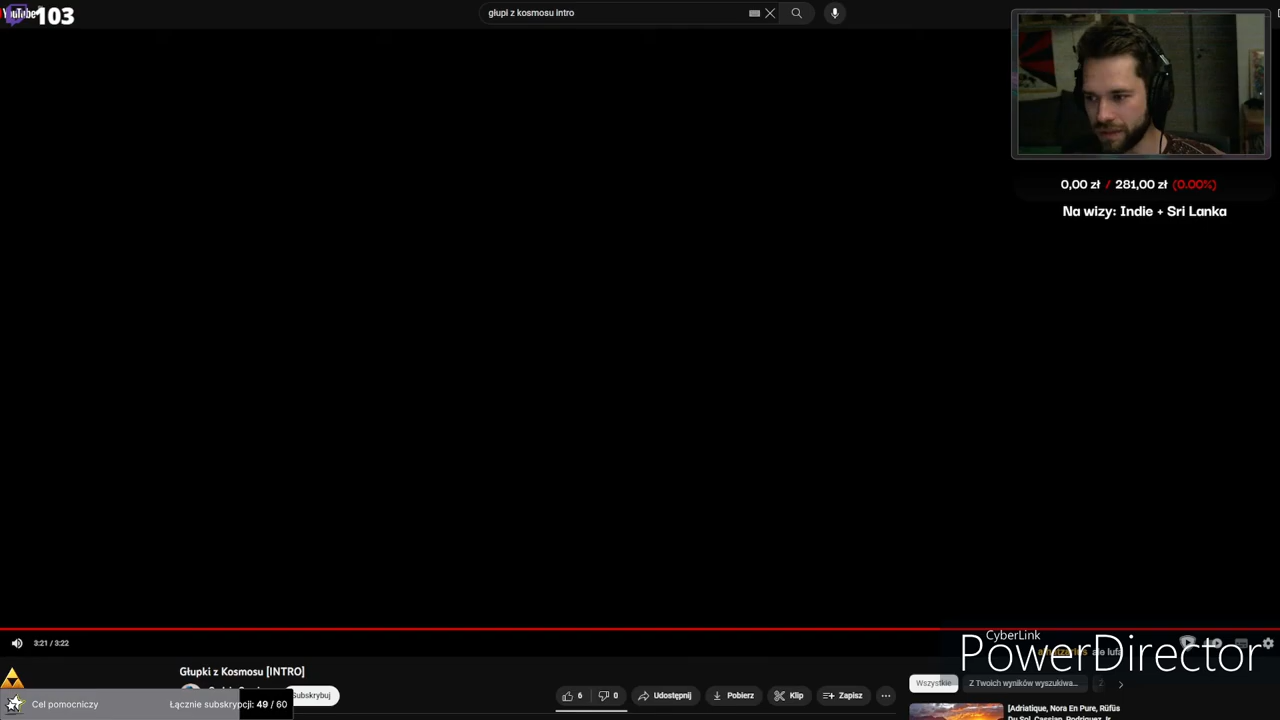 103
głupi z kosmosu intro
0,00 zł / 281,00 zł (0.00%)
Na wizy: Indie + Sri Lanka
3:21 / 3:22
CyberLink
PowerDirector
ale lufa
Głupki z Kosmosu [INTRO]
Subskrybuj
6
0
Udostępnij
Pobierz
Klip
Zapisz
Wszystkie
Z Twoich wyników wyszukiwa...
Cel pomocniczy
Łącznie subskrypcji: 49 / 60
[Adriatique, Nora En Pure, Rüfüs
Du Sol, Cassian, Rodriguez Jr.